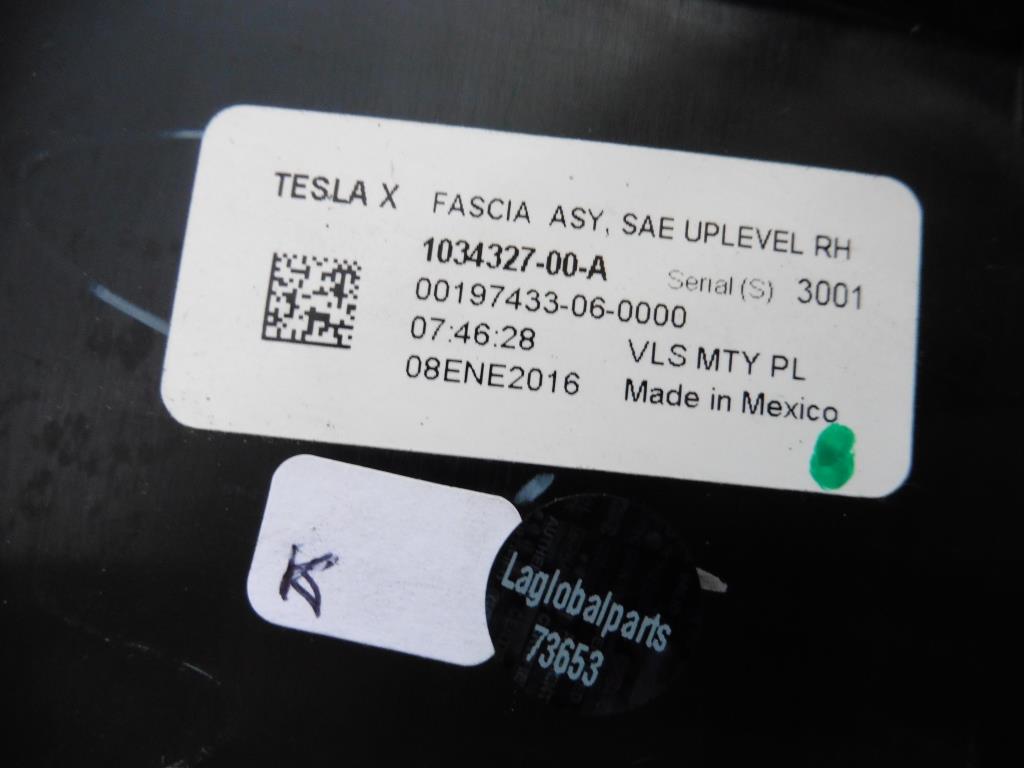 TESLA X FASCIA ASY, SAE UPLEVEL RH
1034327-00-A Serial (S) 3001
00197433-06-0000
07:46:28 VLS MTY PL
08ENE2016 Made in Mexico
Laglobalparts
73653